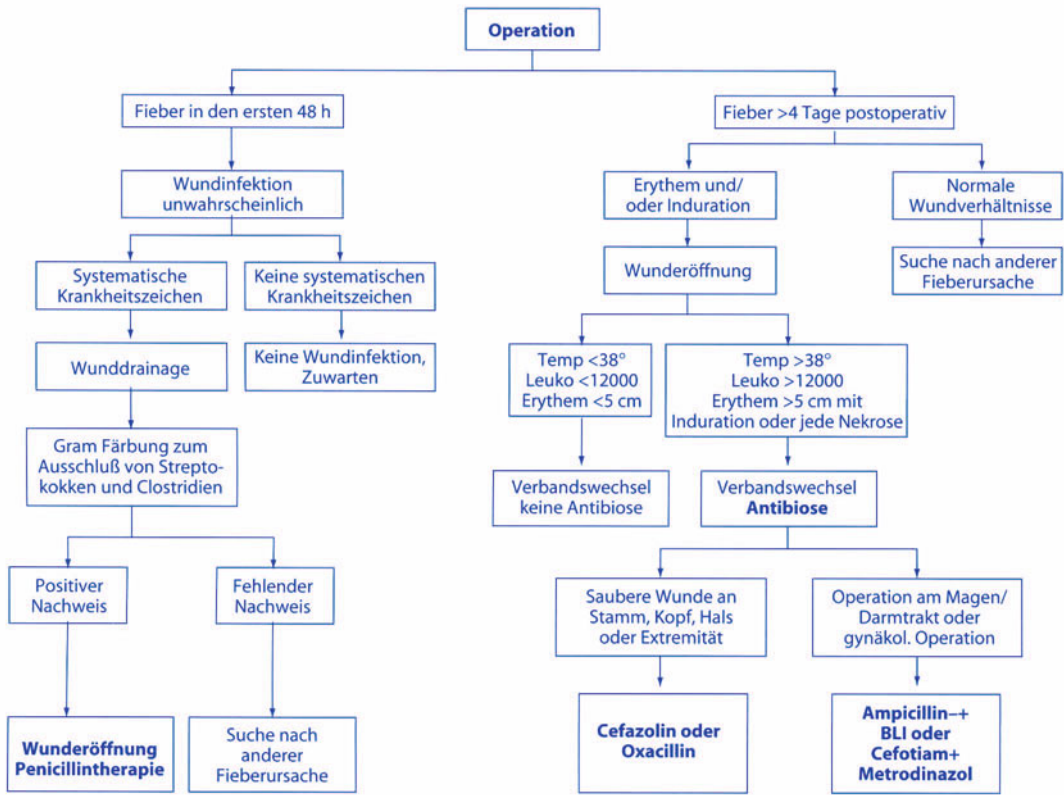 Operation
Fieber in den ersten 48 h
Fieber >4 Tage postoperativ
Wundinfektion
unwahrscheinlich
Erythem und/
oder Induration
Normale
Wundverhältnisse
Systematische
Krankheitszeichen
Keine systematischen
Krankheitszeichen
Wunderöffnung
Suche nach anderer
Fieberursache
Wunddrainage
Keine Wundinfektion,
Zuwarten
Temp <38°
Leuko <12000
Erythem <5 cm
Temp >38°
Leuko >12000
Erythem >5 cm mit
Induration oder jede Nekrose
Gram Färbung zum
Ausschluß von Strepto-
kokken und Clostridien
Verbandswechsel
keine Antibiose
Verbandswechsel
Antibiose
Positiver
Nachweis
Fehlender
Nachweis
Saubere Wunde an
Stamm, Kopf, Hals
oder Extremität
Operation am Magen/
Darmtrakt oder
gynäkol. Operation
Wunderöffnung
Penicillintherapie
Suche nach
anderer
Fieberursache
Cefazolin oder
Oxacillin
Ampicillin–+
BLI oder
Cefotiam+
Metrodinazol